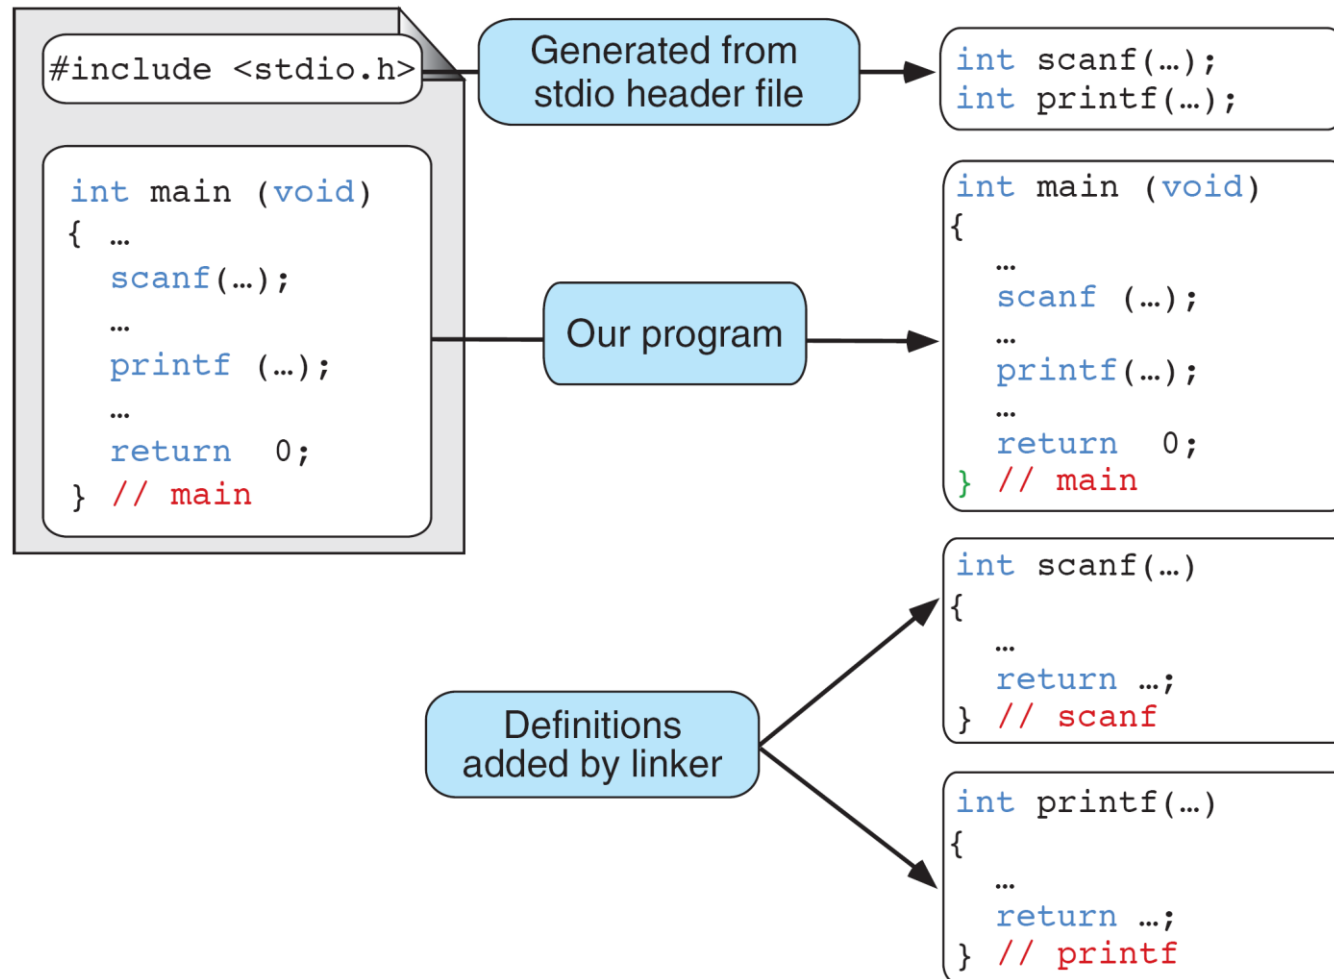 #include <stdio.h>
int main (void)
{ …
scanf(…);
…
printf (…);
…
return 0;
} // main
Generated from
stdio header file
Our program
Definitions
added by linker
int scanf(…);
int printf(…);
int main (void)
{
…
scanf (…);
…
printf(…);
…
return 0;
} // main
int scanf(…)
{
…
return …;
} // scanf
int printf(…)
{
…
return …;
} // printf